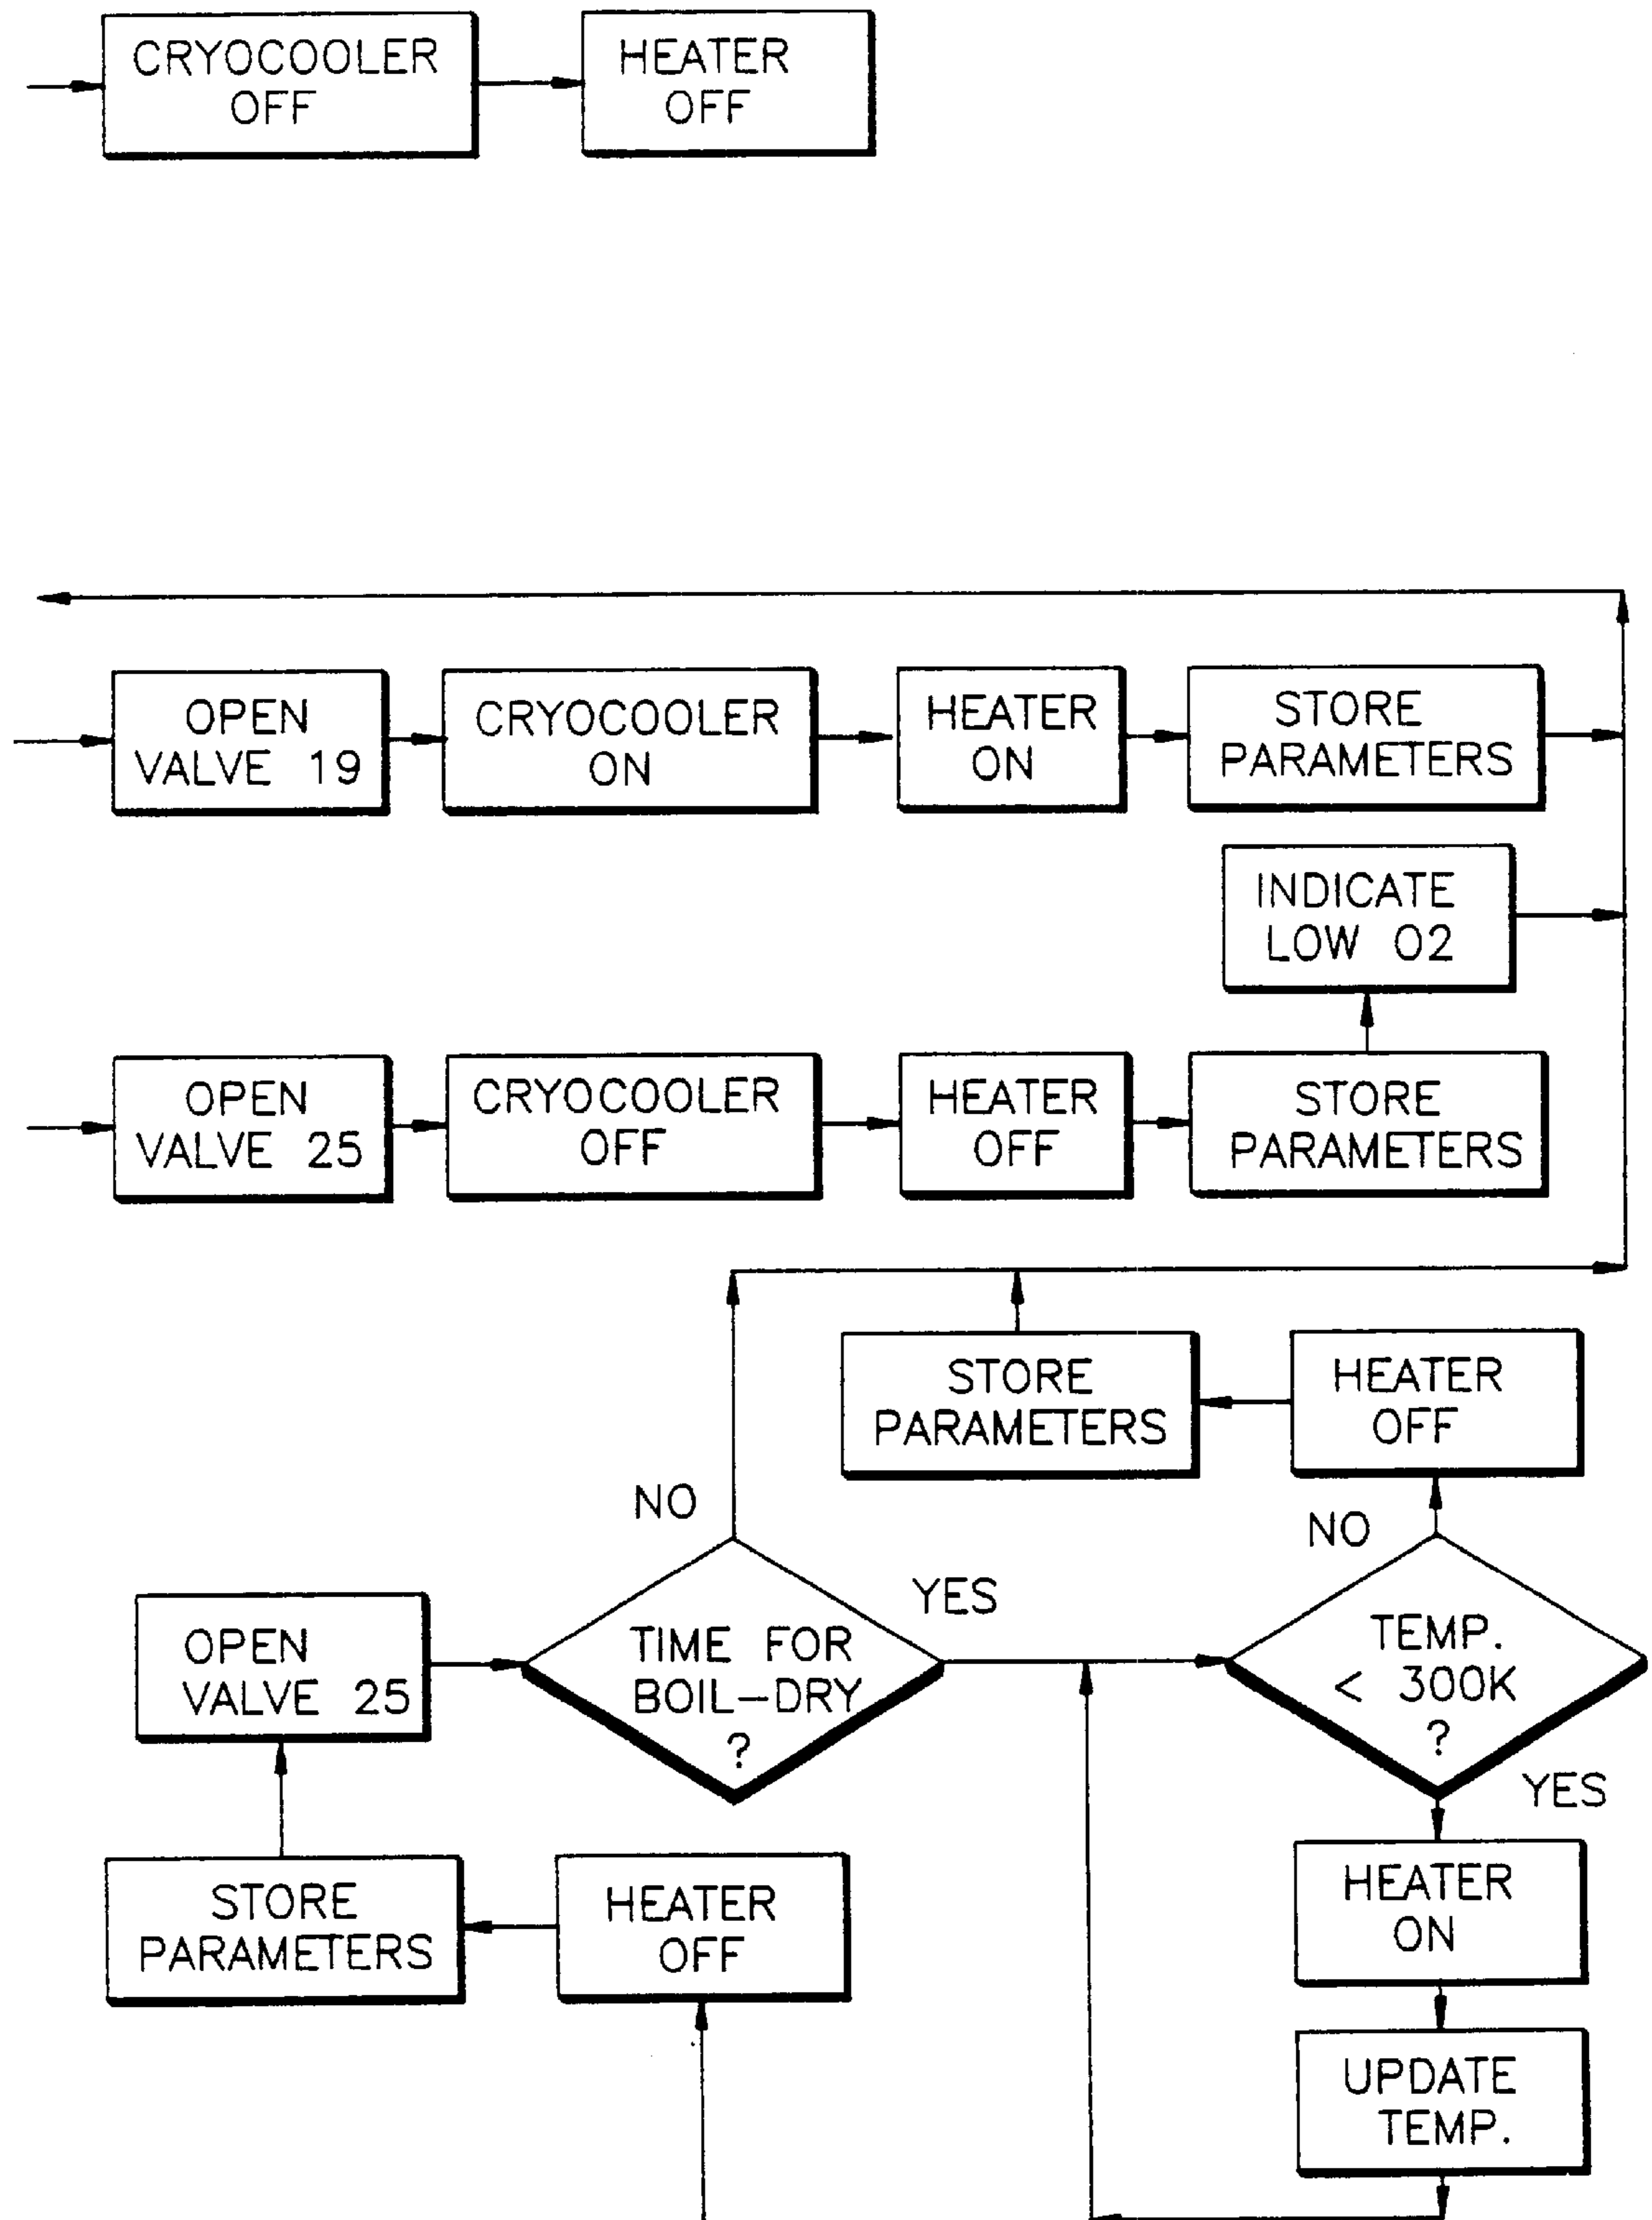 CRYOCOOLER
OFF
HEATER
OFF
OPEN
VALVE 19
CRYOCOOLER
ON
HEATER
ON
STORE
PARAMETERS
INDICATE
LOW O2
OPEN
VALVE 25
CRYOCOOLER
OFF
HEATER
OFF
STORE
PARAMETERS
STORE
PARAMETERS
HEATER
OFF
NO
NO
OPEN
VALVE 25
TIME FOR
BOIL-DRY
?
YES
TEMP.
< 300K
?
YES
STORE
PARAMETERS
HEATER
OFF
HEATER
ON
UPDATE
TEMP.